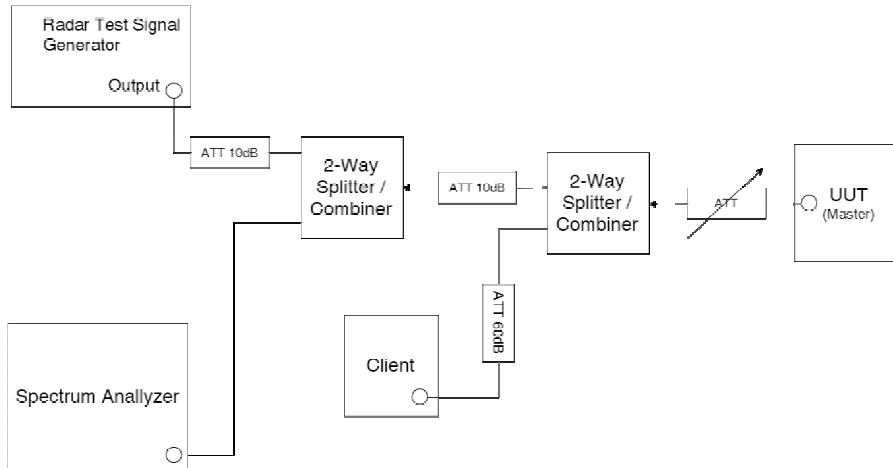 Radar Test Signal
Generator
Output
ATT 10dB
2-Way
Splitter /
Combiner
ATT 10dB
2-Way
Splitter /
Combiner
ATT
UUT
(Master)
ATT 60dB
Client
Spectrum Anallyzer